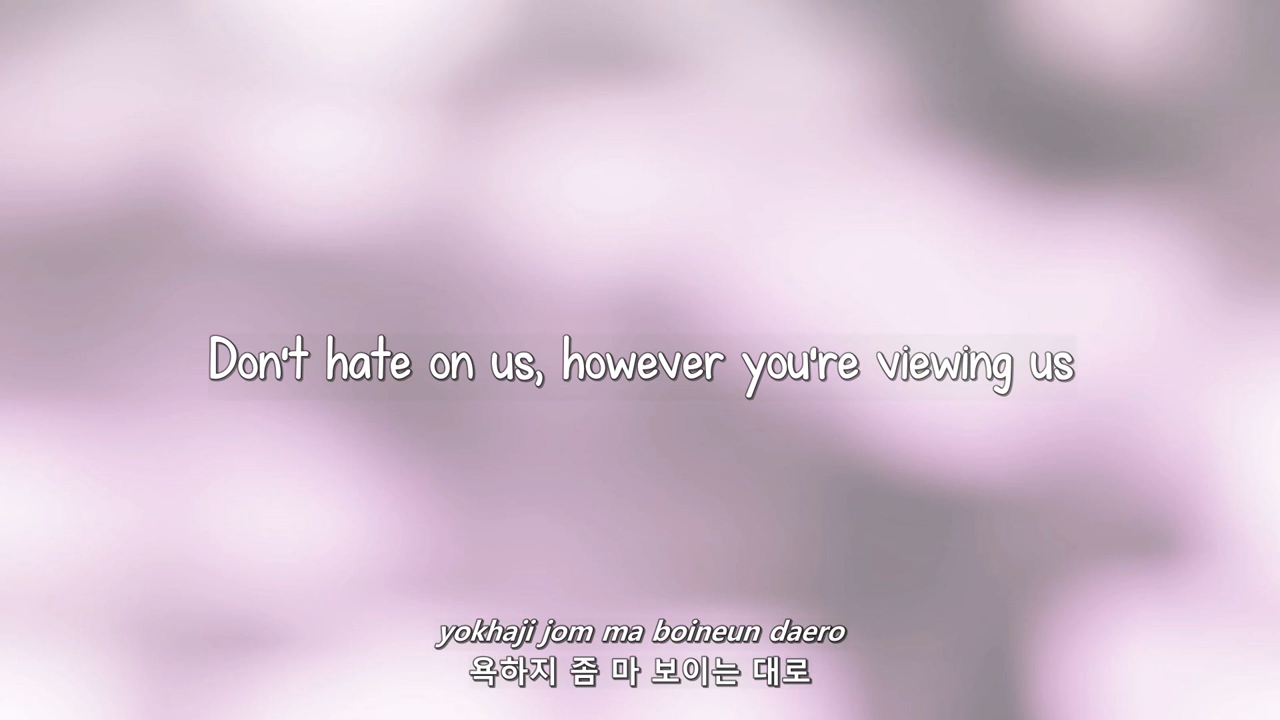 Don't hate on us, however you're viewing us
yokhaji jom ma boineun daero
욕하지 좀 마 보이는 대로